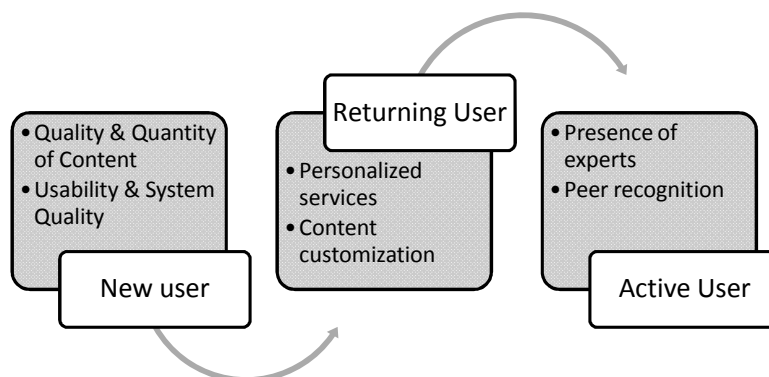 • Quality & Quantity
of Content
• Usability & System
Quality
New user
Returning User
• Personalized
services
• Content
customization
• Presence of
experts
• Peer recognition
Active User